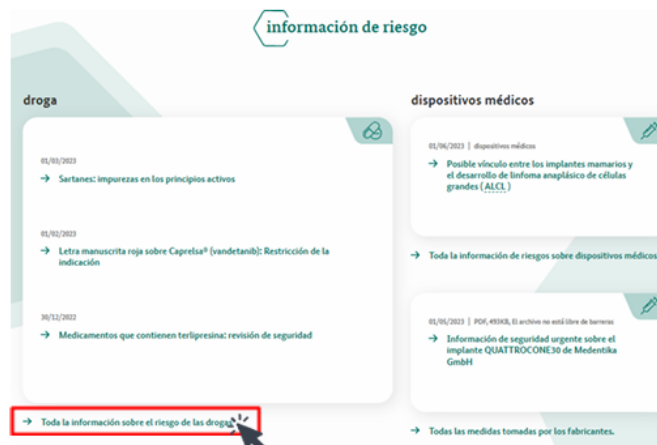 información de riesgo
droga
01/03/2023
→ Sartanes: impurezas en los principios activos
01/02/2023
→ Letra manuscrita roja sobre Caprelsa® (vandetanib): Restricción de la
indicación
30/12/2022
→ Medicamentos que contienen terlipresina: revisión de seguridad
→ Toda la información sobre el riesgo de las drogas
dispositivos médicos
01/06/2023 | dispositivos médicos
→ Posible vínculo entre los implantes mamarios y
el desarrollo de linfoma anaplásico de células
grandes ( ALCL )
→ Toda la información de riesgos sobre dispositivos médicos
01/05/2023 | PDF, 493KB, El archivo no está libre de barreras
→ Información de seguridad urgente sobre el
implante QUATTROCONE30 de Medentika
GmbH
→ Todas las medidas tomadas por los fabricantes.